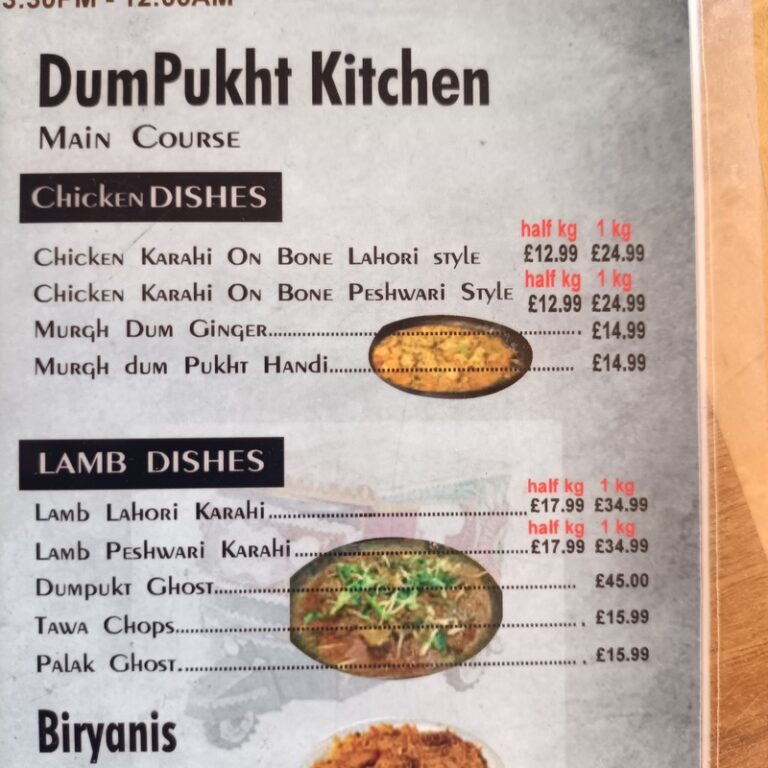 3:30PM - 12:00AM
DumPukht Kitchen
Main Course
Chicken DISHES
half kg 1 kg
Chicken Karahi On Bone Lahori style £12.99 £24.99
half kg 1 kg
Chicken Karahi On Bone Peshwari Style £12.99 £24.99
Murgh Dum Ginger £14.99
Murgh dum Pukht Handi £14.99
LAMB DISHES
half kg 1 kg
Lamb Lahori Karahi £17.99 £34.99
half kg 1 kg
Lamb Peshwari Karahi £17.99 £34.99
Dumpukt Ghost £45.00
Tawa Chops £15.99
Palak Ghost £15.99
Biryanis